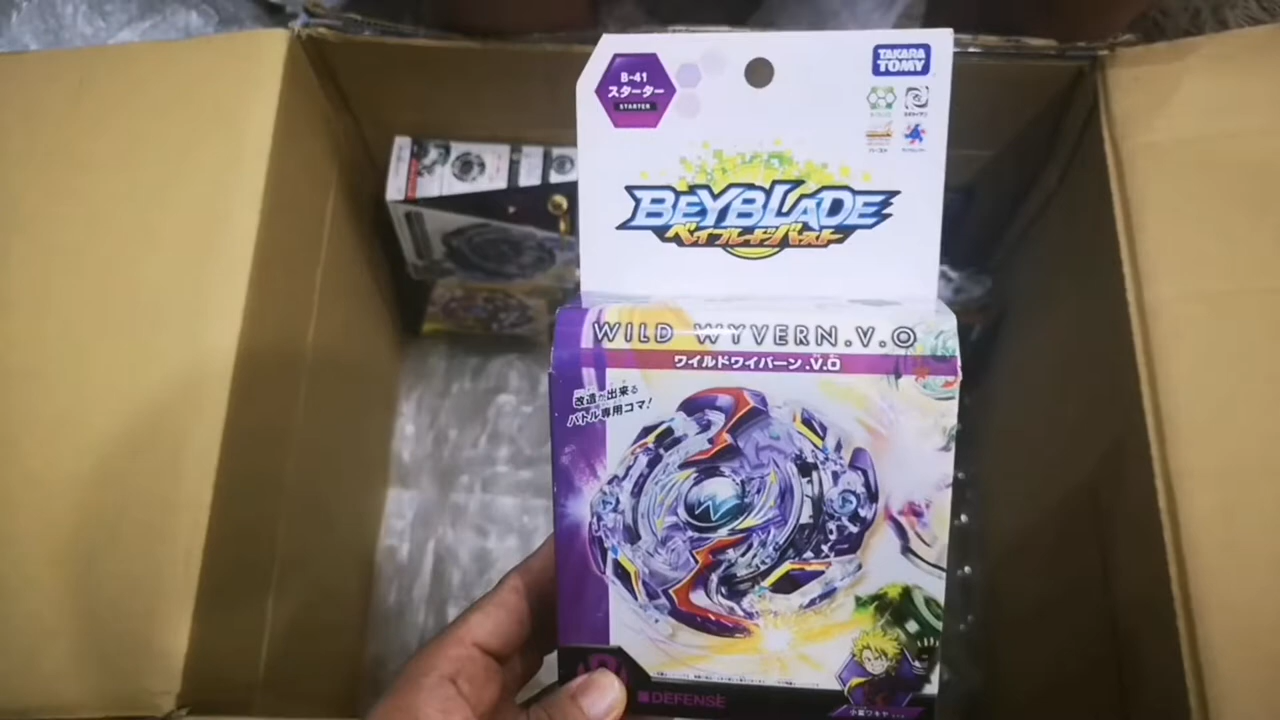 B-41
スターター
STARTER
TAKARA
TOMY
BEYBLADE
ベイブレードバースト
WILD WYVERN.V.O
ワイルドワイバーン.V.O
改造が出来る
バトル専用コマ!
DEFENSE